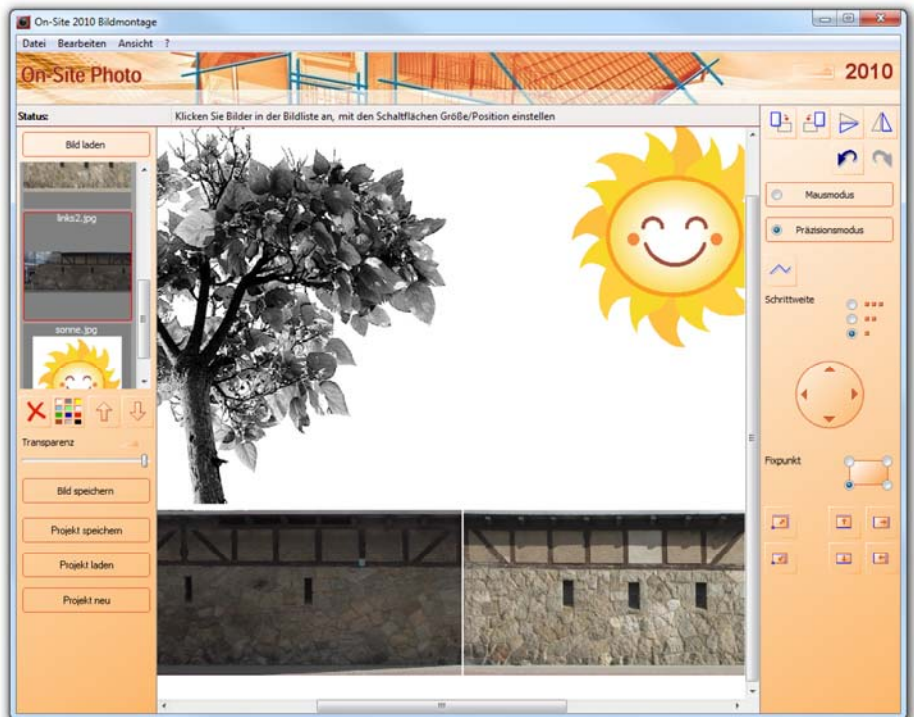 On-Site 2010 Bildmontage
Datei Bearbeiten Ansicht ?
On-Site Photo
2010
Status:
Klicken Sie Bilder in der Bildliste an, mit den Schaltflächen Größe/Position einstellen
Bild laden
links2.jpg
sonne.jpg
Transparenz
Bild speichern
Projekt speichern
Projekt laden
Projekt neu
Mausmodus
Präzisionsmodus
Schrittweite
Fixpunkt